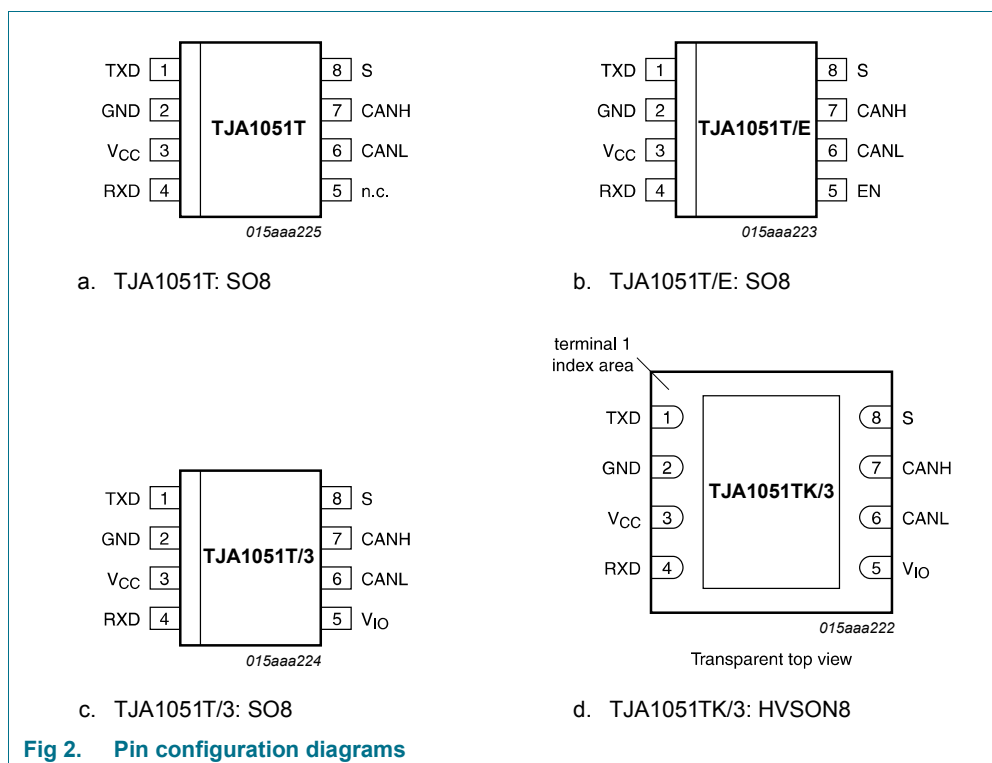 TXD 1
GND 2
VCC 3
RXD 4
TJA1051T
8 S
7 CANH
6 CANL
5 n.c.
015aaa225
a. TJA1051T: SO8
TXD 1
GND 2
VCC 3
RXD 4
TJA1051T/E
8 S
7 CANH
6 CANL
5 EN
015aaa223
b. TJA1051T/E: SO8
TXD 1
GND 2
VCC 3
RXD 4
TJA1051T/3
8 S
7 CANH
6 CANL
5 VIO
015aaa224
c. TJA1051T/3: SO8
terminal 1
index area
TXD 1
GND 2
VCC 3
RXD 4
TJA1051TK/3
8 S
7 CANH
6 CANL
5 VIO
015aaa222
Transparent top view
d. TJA1051TK/3: HVSON8
Fig 2. Pin configuration diagrams